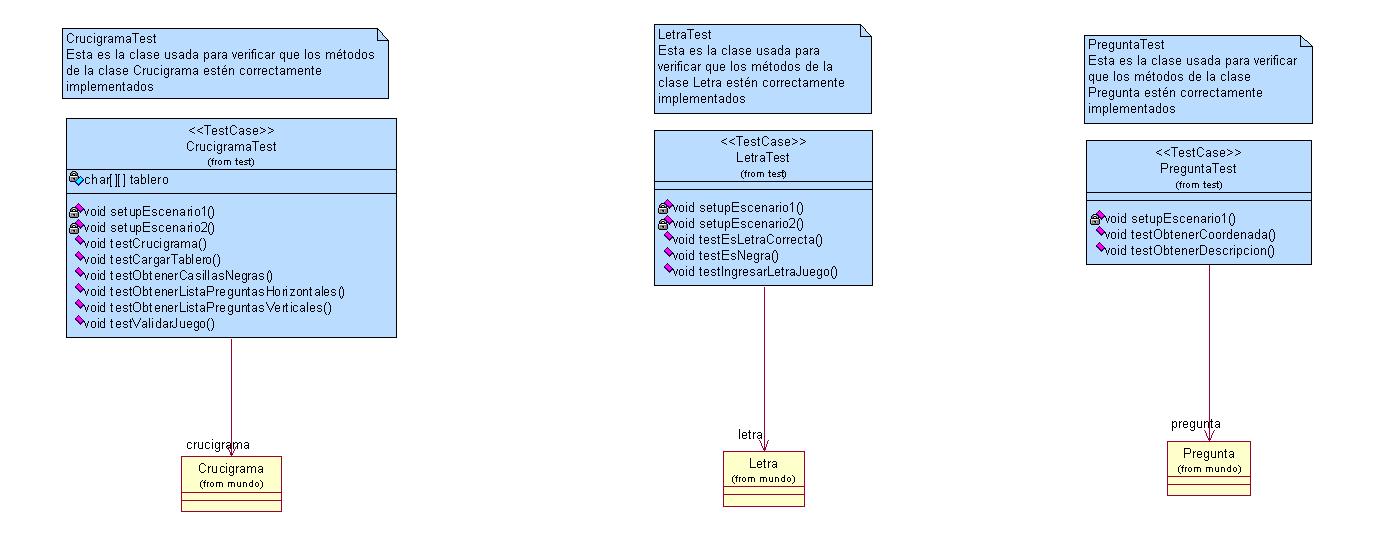 CrucigramaTest
Esta es la clase usada para verificar que los métodos
de la clase Crucigrama estén correctamente
implementados
<<TestCase>>
CrucigramaTest
(from test)
char[][] tablero
void setupEscenario1()
void setupEscenario2()
void testCrucigrama()
void testCargarTablero()
void testObtenerCasillasNegras()
void testObtenerListaPreguntasHorizontales()
void testObtenerListaPreguntasVerticales()
void testValidarJuego()
crucigrama
Crucigrama
(from mundo)
LetraTest
Esta es la clase usada para
verificar que los métodos de la
clase Letra estén correctamente
implementados
<<TestCase>>
LetraTest
(from test)
void setupEscenario1()
void setupEscenario2()
void testEsLetraCorrecta()
void testEsNegra()
void testIngresarLetraJuego()
letra
Letra
(from mundo)
PreguntaTest
Esta es la clase usada para verificar
que los métodos de la clase
Pregunta estén correctamente
implementados
<<TestCase>>
PreguntaTest
(from test)
void setupEscenario1()
void testObtenerCoordenada()
void testObtenerDescripcion()
pregunta
Pregunta
(from mundo)